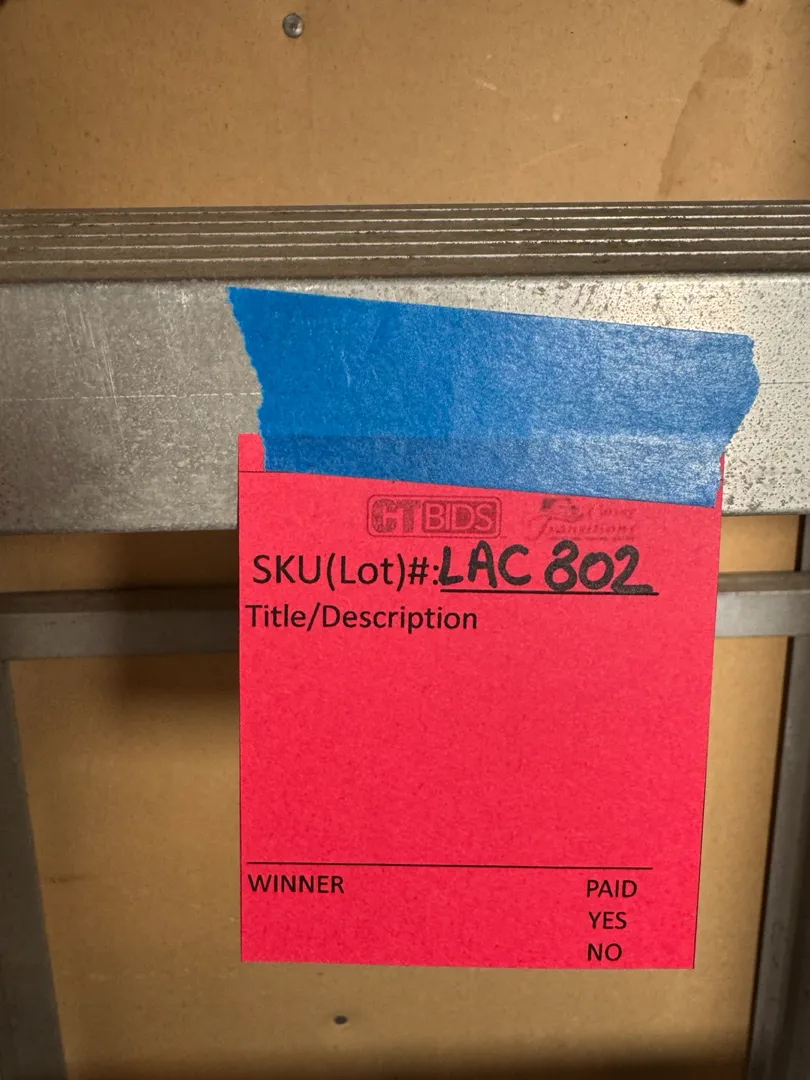 CTBIDS
Caring
Transitions
SKU(Lot)#:LAC 802
Title/Description
WINNER
PAID
YES
NO